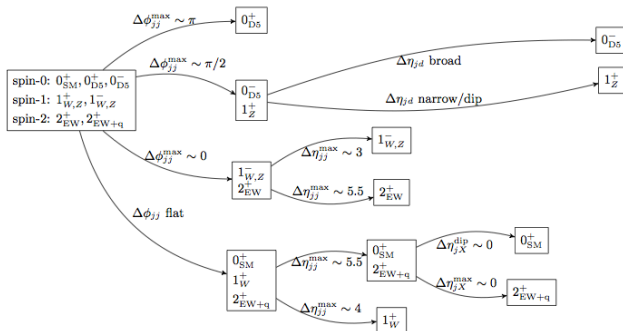 spin-0: 0⁺_SM, 0⁺_D5, 0⁻_D5
spin-1: 1⁺_W,Z, 1⁻_W,Z
spin-2: 2⁺_EW, 2⁺_EW+q
Δϕ_jj^max ∼ π
0⁺_D5
Δϕ_jj^max ∼ π/2
0⁻_D5
1⁺_Z
Δη_jd broad
0⁻_D5
Δη_jd narrow/dip
1⁺_Z
Δϕ_jj^max ∼ 0
1⁻_W,Z
2⁺_EW
Δη_jj^max ∼ 3
1⁻_W,Z
Δη_jj^max ∼ 5.5
2⁺_EW
Δϕ_jj flat
0⁺_SM
1⁺_W
2⁺_EW+q
Δη_jj^max ∼ 5.5
0⁺_SM
2⁺_EW+q
Δη_jX^dip ∼ 0
0⁺_SM
Δη_jX^max ∼ 0
2⁺_EW+q
Δη_jj^max ∼ 4
1⁺_W